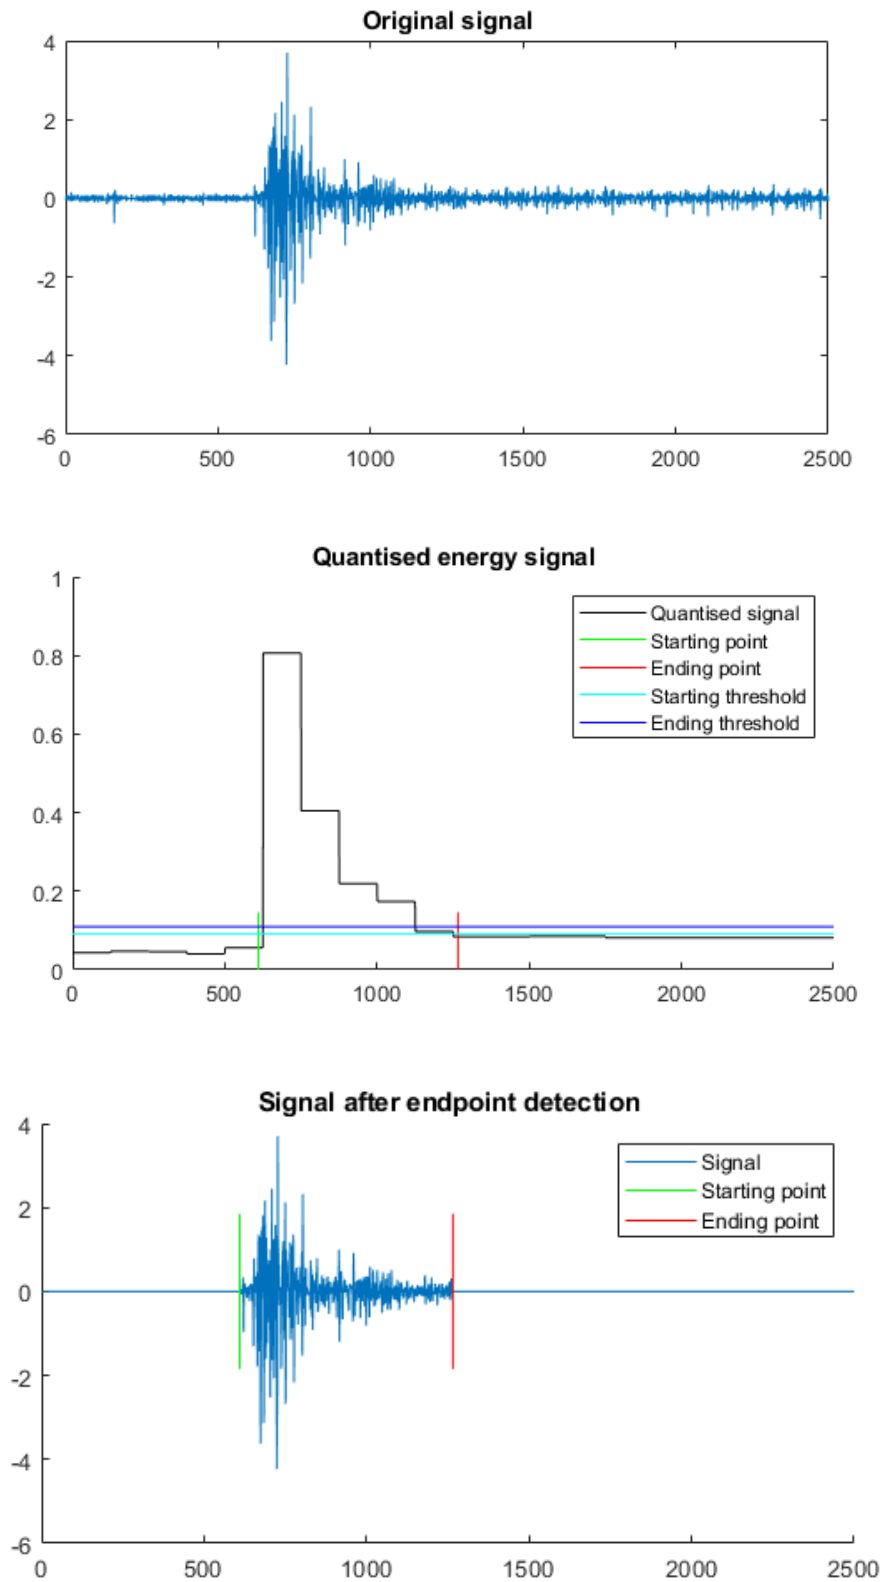 Original signal
4
2
0
-2
-4
-6
0 500 1000 1500 2000 2500
Quantised energy signal
1
0.8
0.6
0.4
0.2
0
Quantised signal
Starting point
Ending point
Starting threshold
Ending threshold
0 500 1000 1500 2000 2500
Signal after endpoint detection
4
2
0
-2
-4
-6
Signal
Starting point
Ending point
0 500 1000 1500 2000 2500